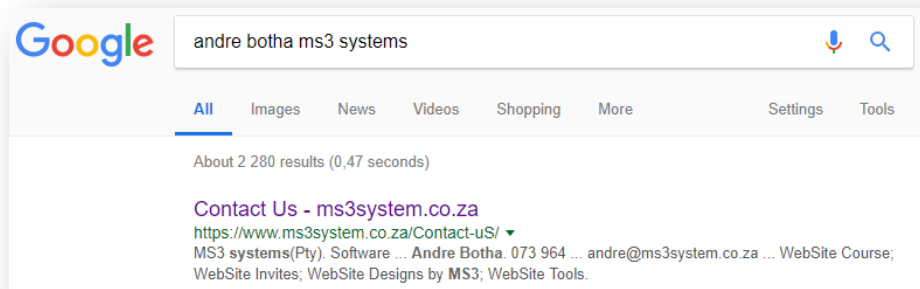 Google
andre botha ms3 systems
All Images News Videos Shopping More Settings Tools
About 2 280 results (0,47 seconds)
Contact Us - ms3system.co.za
https://www.ms3system.co.za/Contact-uS/
MS3 systems(Pty). Software ... Andre Botha. 073 964 ... andre@ms3system.co.za ... WebSite Course;
WebSite Invites; WebSite Designs by MS3; WebSite Tools.